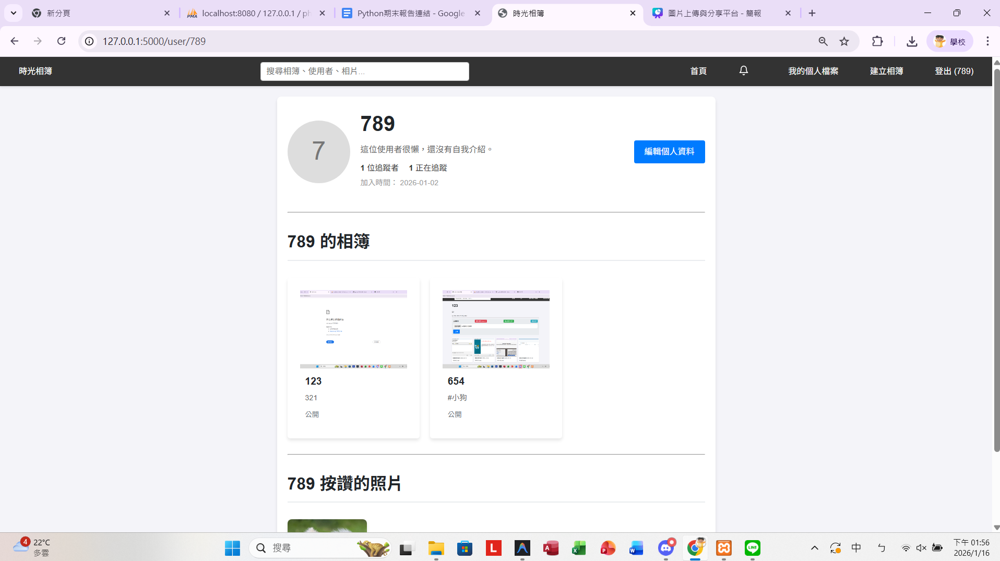 新分頁
localhost:8080 / 127.0.0.1 / ph
Python期末報告連結 - Google
時光相簿
圖片上傳與分享平台 - 簡報
127.0.0.1:5000/user/789
學校
時光相簿
搜尋相簿、使用者、相片...
首頁
我的個人檔案
建立相簿
登出 (789)
7
789
這位使用者很懶，還沒有自我介紹。
1 位追蹤者 1 正在追蹤
加入時間： 2026-01-02
編輯個人資料
789 的相簿
123
321
公開
123
654
#小狗
公開
789 按讚的照片
4
22°C
多雲
搜尋
中
ㄅ
下午 01:56
2026/1/16